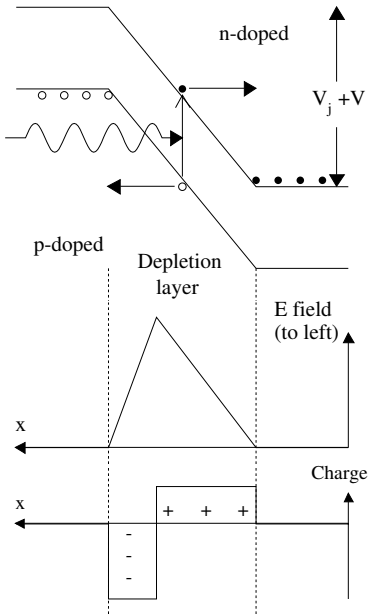 n-doped
V_j +V
p-doped
Depletion
layer
E field
(to left)
x
Charge
x
+ + +
-
-
-